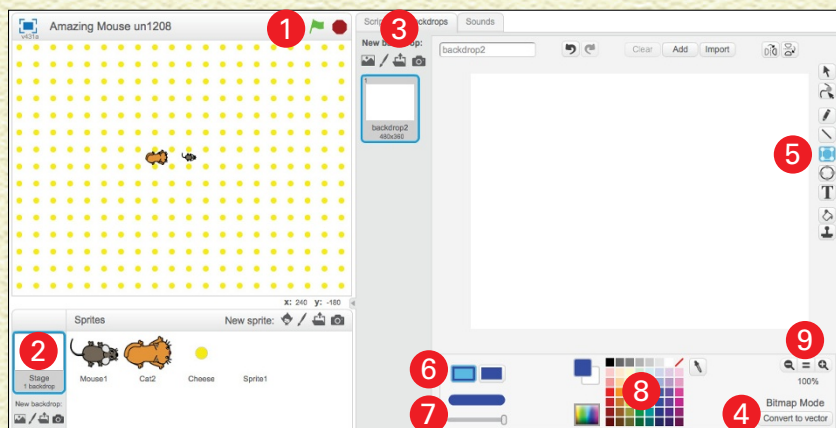 Amazing Mouse un1208
v431a
1
x: 240 y: -180
Sprites
New sprite:
2
Stage
1 backdrop
New backdrop:
Mouse1
Cat2
Cheese
Sprite1
Sounds
3
New backdrop:
1
backdrop2
480x360
backdrop2
Clear
Add
Import
5
T
6
7
8
9
100%
Bitmap Mode
4
Convert to vector